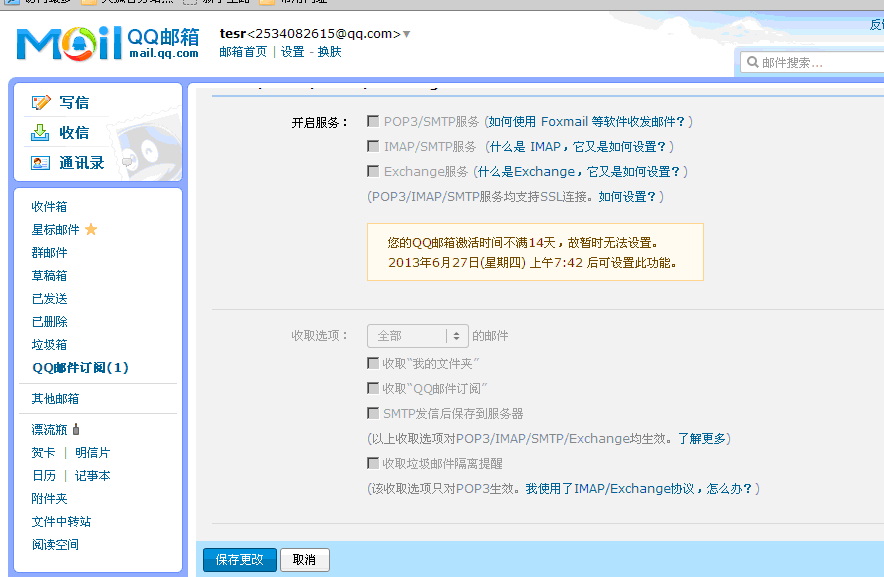 QQ邮箱
mail.qq.com
tesr<2534082615@qq.com>
邮箱首页 | 设置 - 换肤
邮件搜索...
写信
收信
通讯录
收件箱
星标邮件
群邮件
草稿箱
已发送
已删除
垃圾箱
QQ邮件订阅(1)
其他邮箱
漂流瓶
贺卡 | 明信片
日历 | 记事本
附件夹
文件中转站
阅读空间
开启服务：
POP3/SMTP服务 (如何使用 Foxmail 等软件收发邮件？)
IMAP/SMTP服务 (什么是 IMAP，它又是如何设置？)
Exchange服务 (什么是Exchange，它又是如何设置？)
(POP3/IMAP/SMTP服务均支持SSL连接。如何设置？)
您的QQ邮箱激活时间不满14天，故暂时无法设置。
2013年6月27日(星期四) 上午7:42 后可设置此功能。
收取选项： 全部 的邮件
收取“我的文件夹”
收取“QQ邮件订阅”
SMTP发信后保存到服务器
(以上收取选项对POP3/IMAP/SMTP/Exchange均生效。了解更多)
收取垃圾邮件隔离提醒
(该收取选项只对POP3生效。我使用了IMAP/Exchange协议，怎么办？)
保存更改 取消